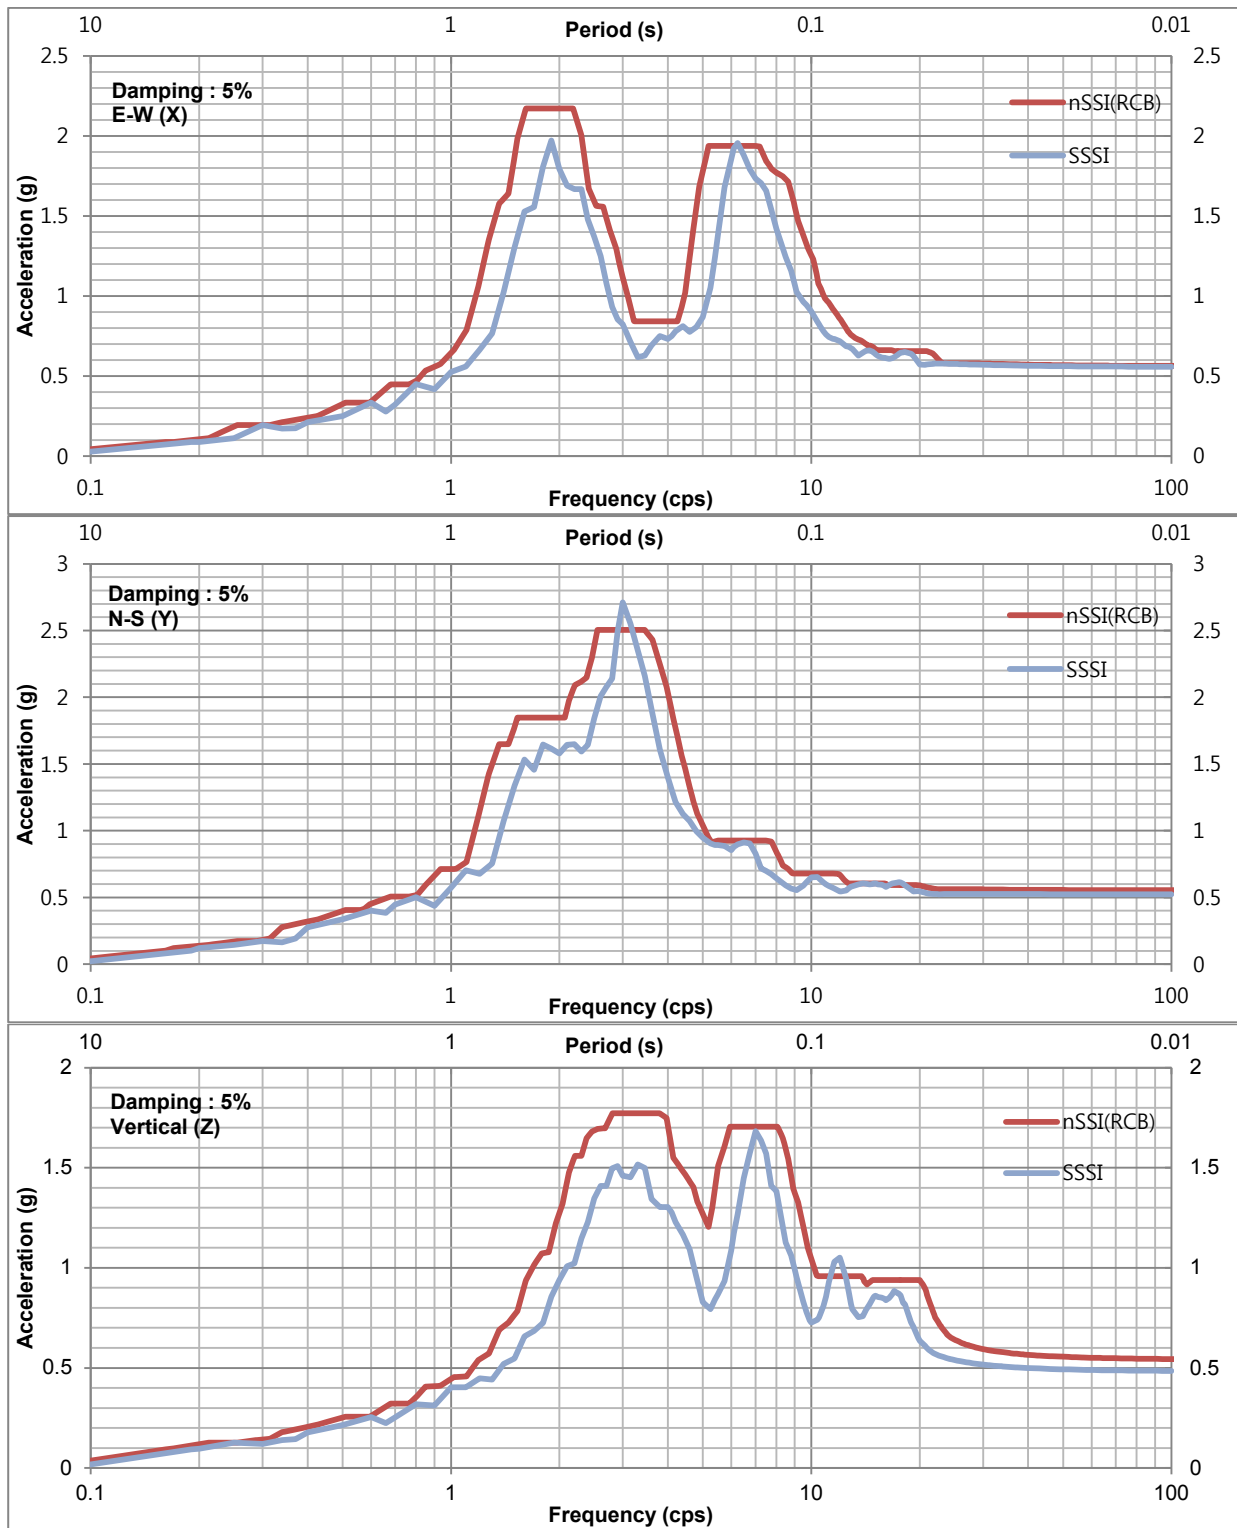 10 1 0.1 0.01
Period (s)
2.5 2.5
Damping : 5%
E-W (X)
nSSI(RCB)
2 2
SSSI
1.5 1.5
Acceleration (g)
1 1
0.5 0.5
0 0
0.1 1 10 100
Frequency (cps)
10 1 0.1 0.01
Period (s)
3 3
Damping : 5%
N-S (Y)
nSSI(RCB)
2.5 2.5
SSSI
2 2
1.5 1.5
Acceleration (g)
1 1
0.5 0.5
0 0
0.1 1 10 100
Frequency (cps)
10 1 0.1 0.01
Period (s)
2 2
Damping : 5%
Vertical (Z)
nSSI(RCB)
SSSI
1.5 1.5
Acceleration (g)
1 1
0.5 0.5
0 0
0.1 1 10 100
Frequency (cps)